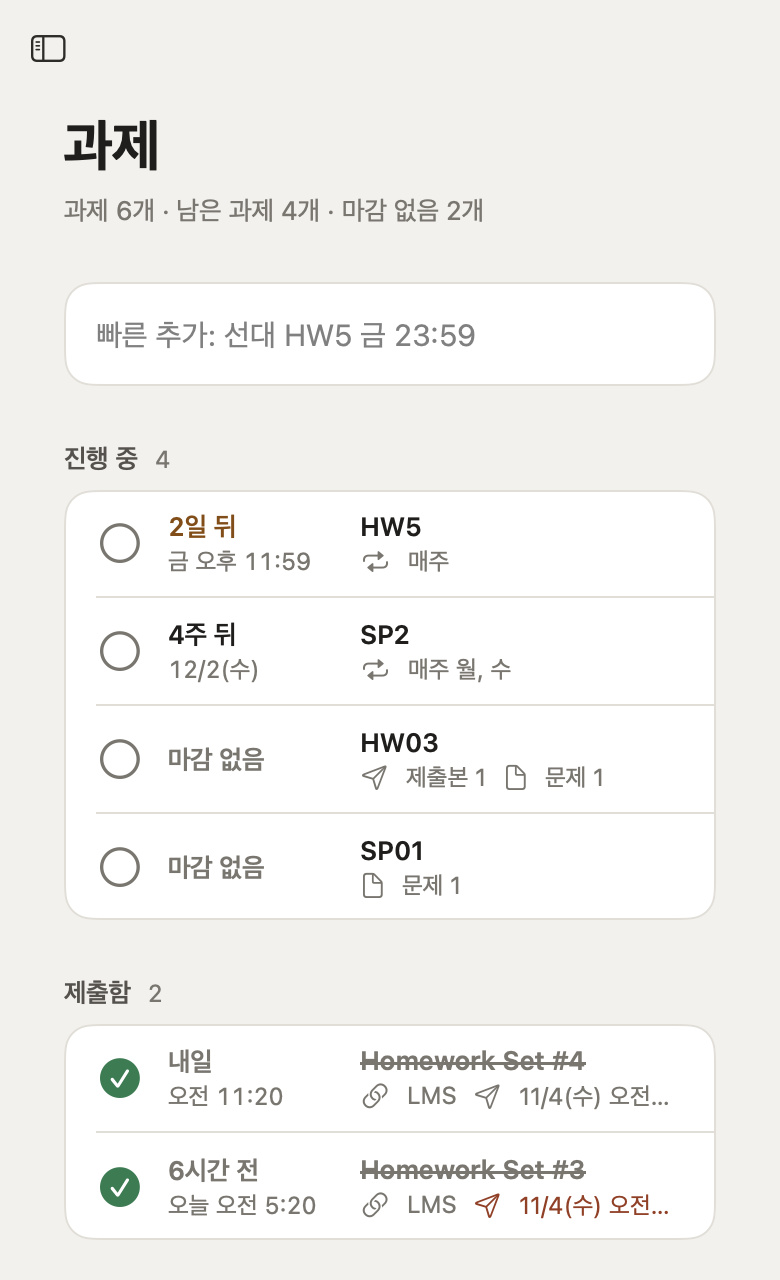 과제
과제 6개 · 남은 과제 4개 · 마감 없음 2개
빠른 추가: 선대 HW5 금 23:59
진행 중 4
2일 뒤 HW5
금 오후 11:59 매주
4주 뒤 SP2
12/2(수) 매주 월, 수
마감 없음 HW03
제출본 1 문제 1
마감 없음 SP01
문제 1
제출함 2
내일 Homework Set #4
오전 11:20 LMS 11/4(수) 오전...
6시간 전 Homework Set #3
오늘 오전 5:20 LMS 11/4(수) 오전...